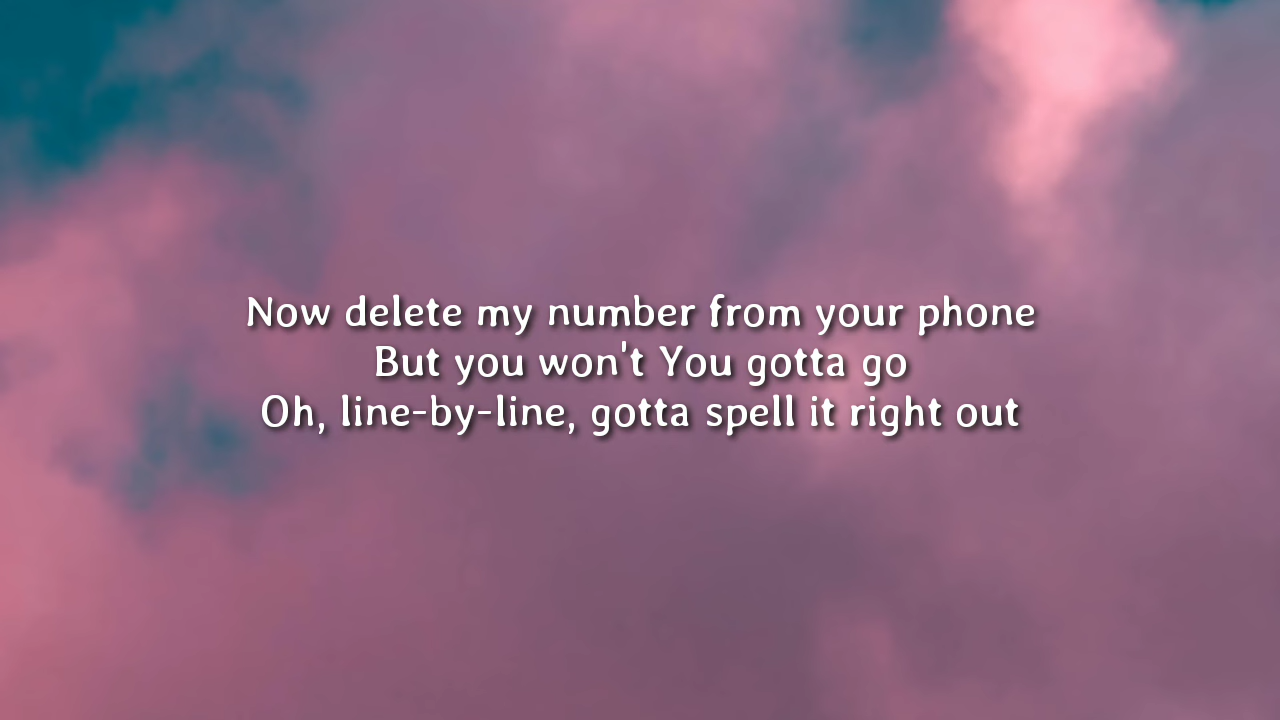 Now delete my number from your phone
But you won't You gotta go
Oh, line-by-line, gotta spell it right out